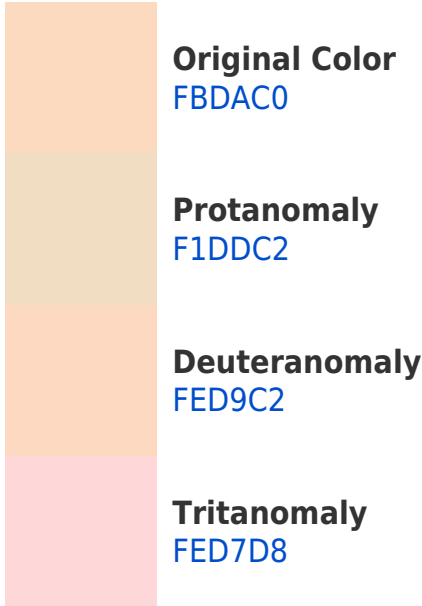 Original Color
FBDAC0
Protanomaly
F1DDC2
Deuteranomaly
FED9C2
Tritanomaly
FED7D8